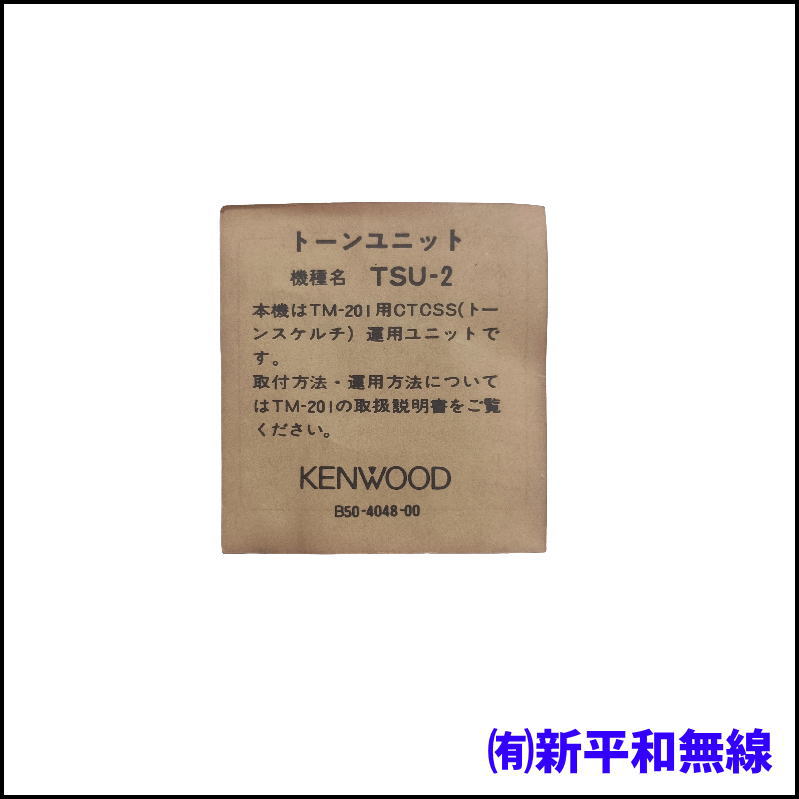 トーンユニット
機種名 TSU-2
本機はTM-201用CTCSS(トー
ンスケルチ)運用ユニットで
す。
取付方法・運用方法について
はTM-201の取扱説明書をご覧
ください。
KENWOOD
B50-4048-00
㈲新平和無線